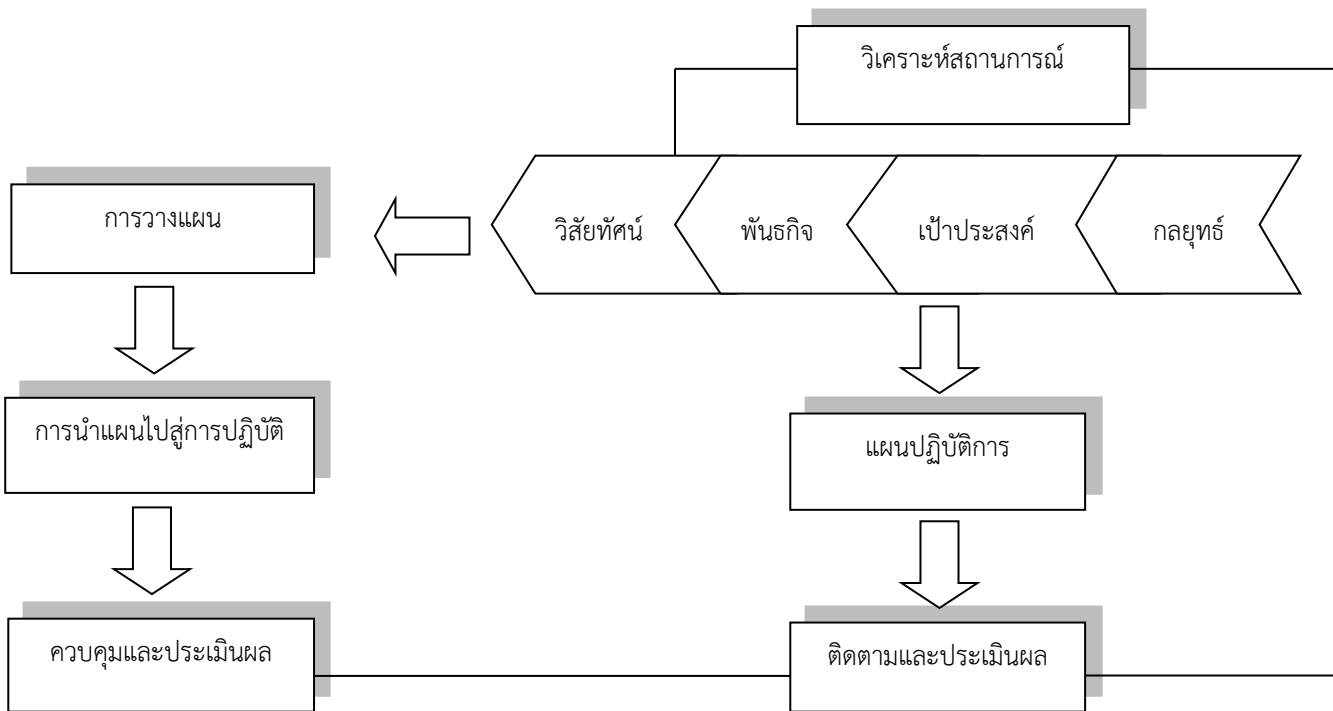 วิเคราะห์สถานการณ์
การวางแผน
วิสัยทัศน์
พันธกิจ
เป้าประสงค์
กลยุทธ์
การนำแผนไปสู่การปฏิบัติ
แผนปฏิบัติการ
ควบคุมและประเมินผล
ติดตามและประเมินผล